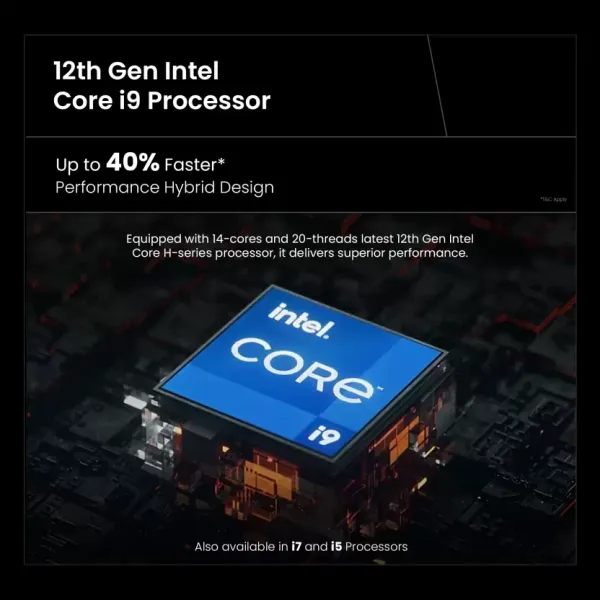 12th Gen Intel
Core i9 Processor
Up to 40% Faster*
Performance Hybrid Design
*T&C Apply
Equipped with 14-cores and 20-threads latest 12th Gen Intel
Core H-series processor, it delivers superior performance.
intel.
CORE™
i9
Also available in i7 and i5 Processors